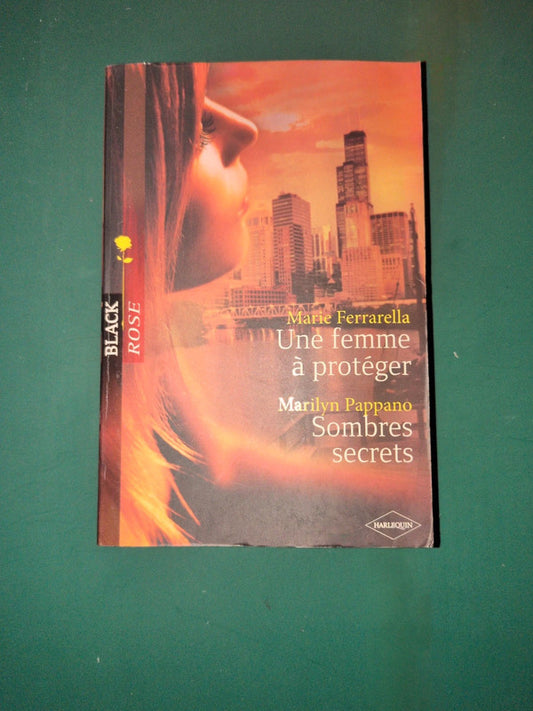 BLACK
ROSE
Marie Ferrarella
Une femme
à protéger
Marilyn Pappano
Sombres
secrets
HARLEQUIN